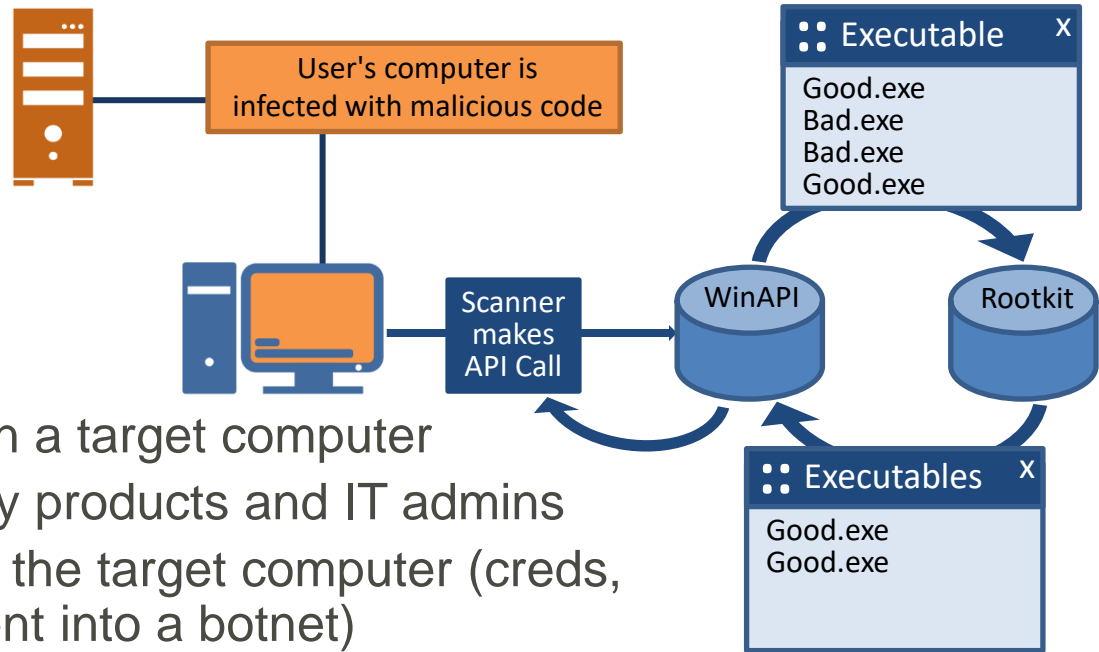 User's computer is
infected with malicious code
Executable X
Good.exe
Bad.exe
Bad.exe
Good.exe
Scanner
makes
API Call
WinAPI
Rootkit
a target computer
products and IT admins
the target computer (creds,
into a botnet)
Executables X
Good.exe
Good.exe